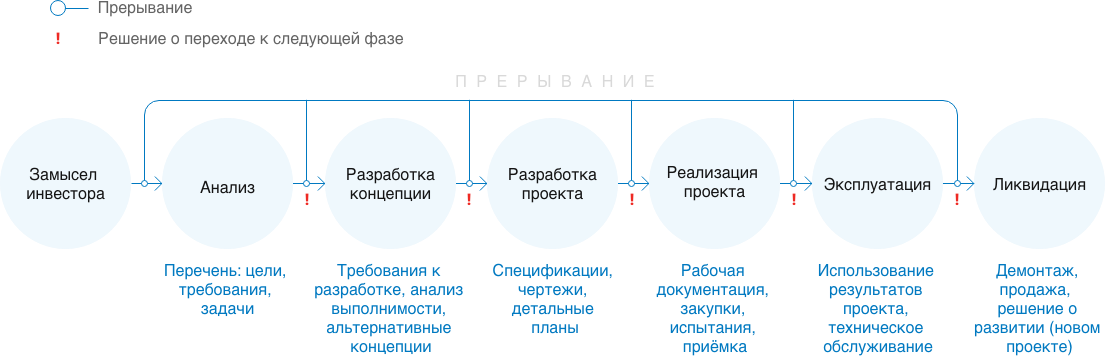 Прерывание
! Решение о переходе к следующей фазе
ПРЕРЫВАНИЕ
Замысел
инвестора
Анализ
Разработка
концепции
Разработка
проекта
Реализация
проекта
Эксплуатация
Ликвидация
! ! ! ! !
Перечень: цели,
требования,
задачи
Требования к
разработке, анализ
выполнимости,
альтернативные
концепции
Спецификации,
чертежи,
детальные
планы
Рабочая
документация,
закупки,
испытания,
приёмка
Использование
результатов
проекта,
техническое
обслуживание
Демонтаж,
продажа,
решение о
развитии (новом
проекте)